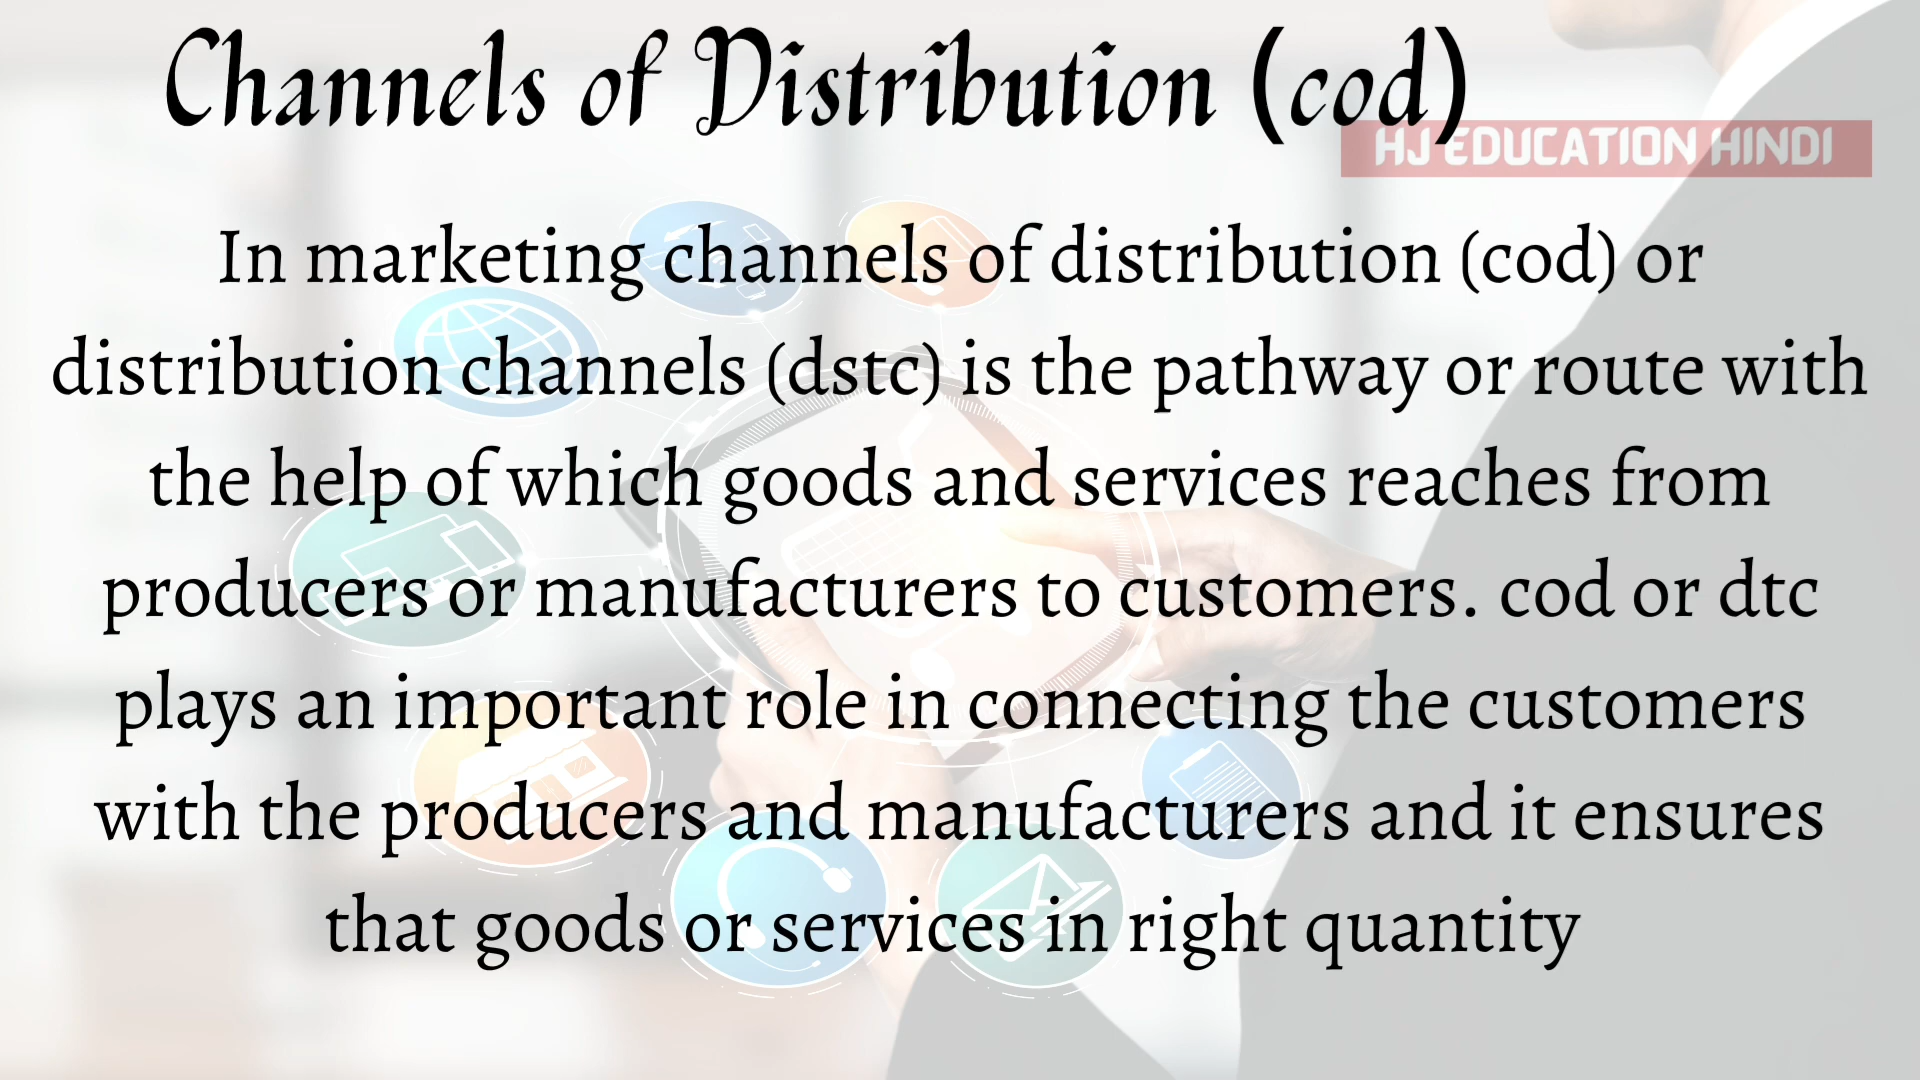 Channels of Distribution (cod)
HJ EDUCATION HINDI
In marketing channels of distribution (cod) or
distribution channels (dstc) is the pathway or route with
the help of which goods and services reaches from
producers or manufacturers to customers. cod or dtc
plays an important role in connecting the customers
with the producers and manufacturers and it ensures
that goods or services in right quantity